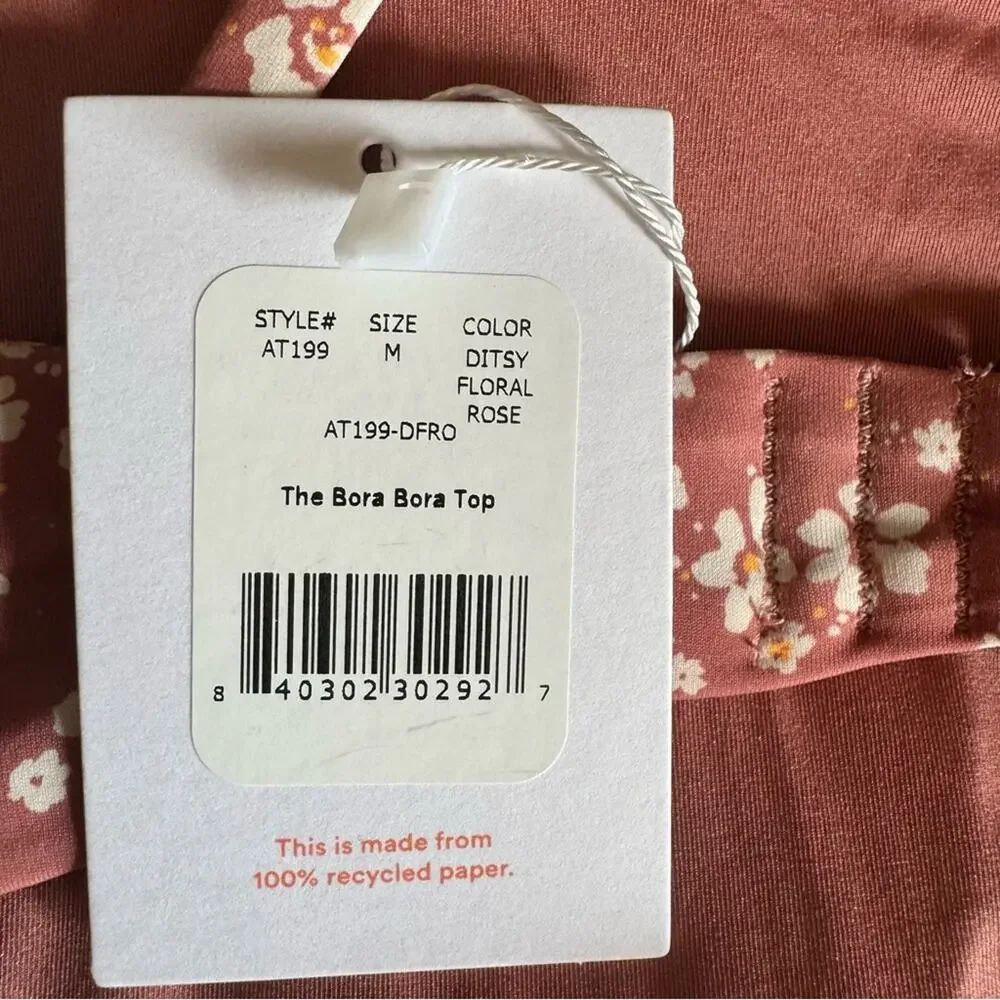 STYLE# SIZE COLOR
AT199 M DITSY
FLORAL
ROSE
AT199-DFRO
The Bora Bora Top
8 40302 30292 7
This is made from
100% recycled paper.